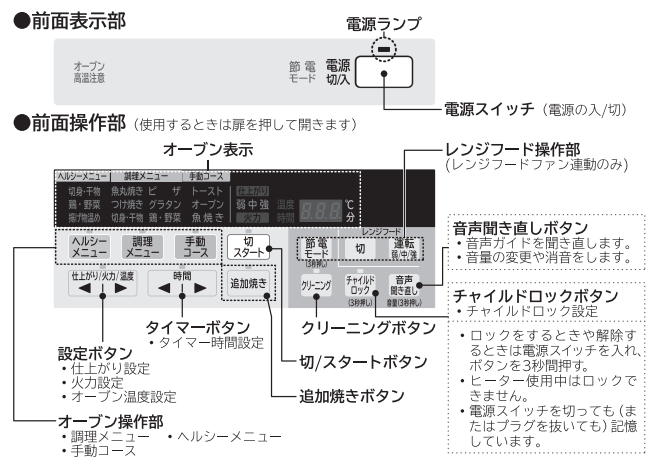 ●前面表示部
電源ランプ
オーブン
高温注意
節電
モード
電源
切/入
電源スイッチ（電源の入/切）
●前面操作部（使用するときは扉を押して開きます）
オーブン表示
レンジフード操作部
(レンジフードファン連動のみ)
ヘルシーメニュー 調理メニュー 手動コース
切身・干物 魚丸焼き ピザ トースト 仕上がり
鶏・野菜 つけ焼き グラタン オーブン 弱中強 温度 8.8.8 ℃
揚げ物温め 切身・干物 鶏・野菜 魚焼き 火力 時間 分
レンジフード
ヘルシー
メニュー
調理
メニュー
手動
コース
切
スタート
節電
モード
(3秒押し)
切
運転
弱/中/強
仕上がり/火力/温度
◀ ▶
時間
◀ ▶
追加焼き
クリーニング
チャイルド
ロック
(3秒押し)
音声
聞き直し
音量(3秒押し)
音声聞き直しボタン
・音声ガイドを聞き直します。
・音量の変更や消音をします。
チャイルドロックボタン
・チャイルドロック設定
・ロックをするときや解除す
るときは電源スイッチを入れ、
ボタンを3秒間押す。
・ヒーター使用中はロックで
きません。
・電源スイッチを切っても（ま
たはプラグを抜いても）記憶
しています。
タイマーボタン
・タイマー時間設定
クリーニングボタン
設定ボタン
・仕上がり設定
・火力設定
・オーブン温度設定
切/スタートボタン
追加焼きボタン
オーブン操作部
・調理メニュー ・ヘルシーメニュー
・手動コース